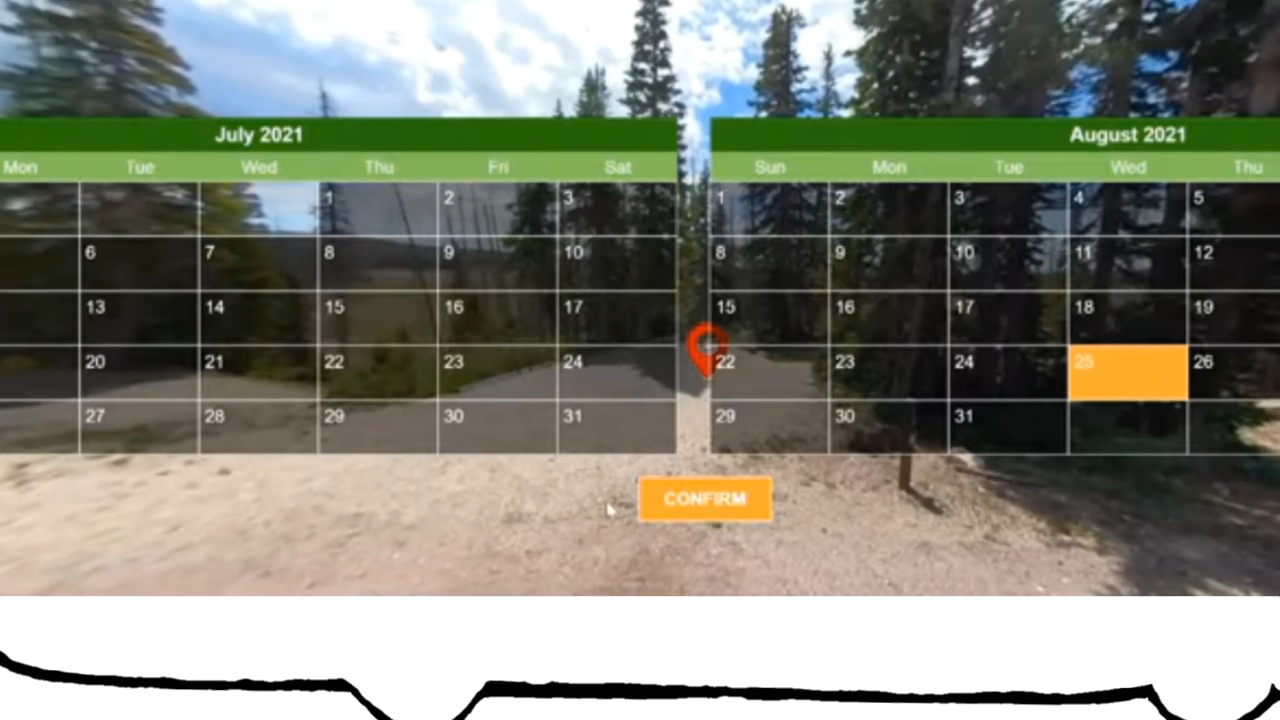 July 2021
Mon Tue Wed Thu Fri Sat
1 2 3
6 7 8 9 10
13 14 15 16 17
20 21 22 23 24
27 28 29 30 31
August 2021
Sun Mon Tue Wed Thu
1 2 3 4 5
8 9 10 11 12
15 16 17 18 19
22 23 24 25 26
29 30 31
CONFIRM